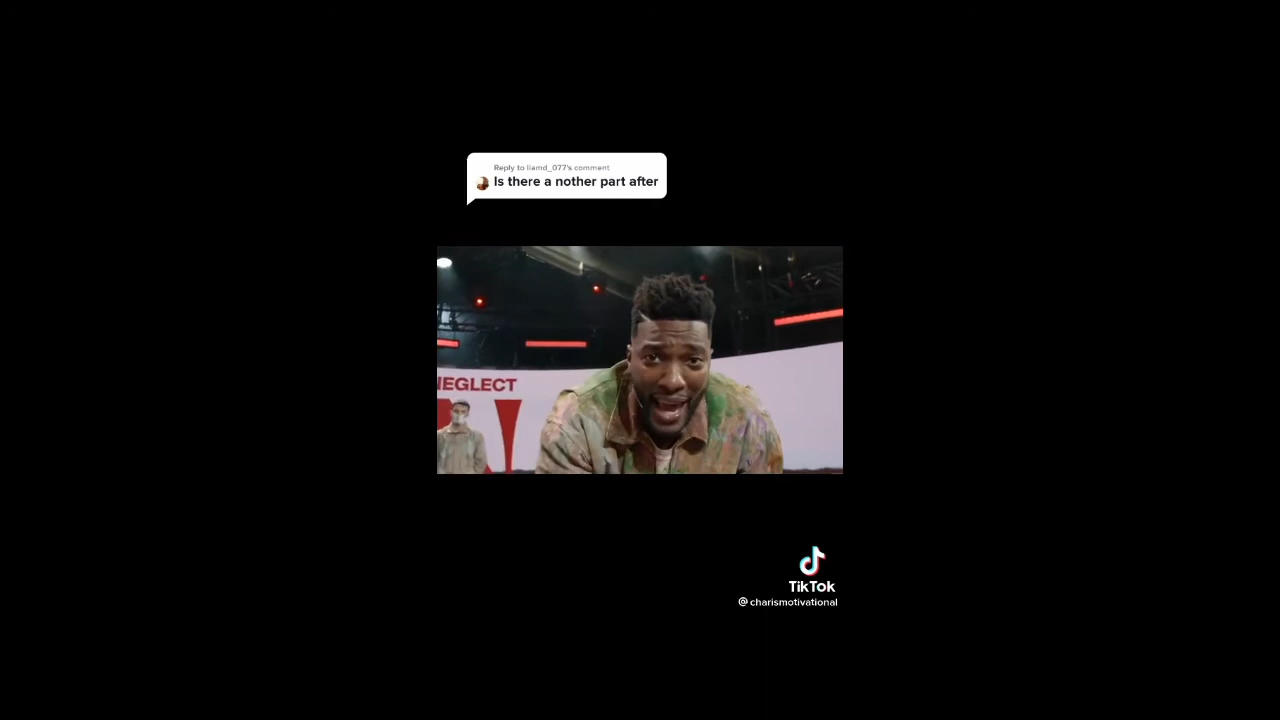 Reply to liamd_077's comment
Is there a nother part after
NEGLECT
TikTok
@charismotivational